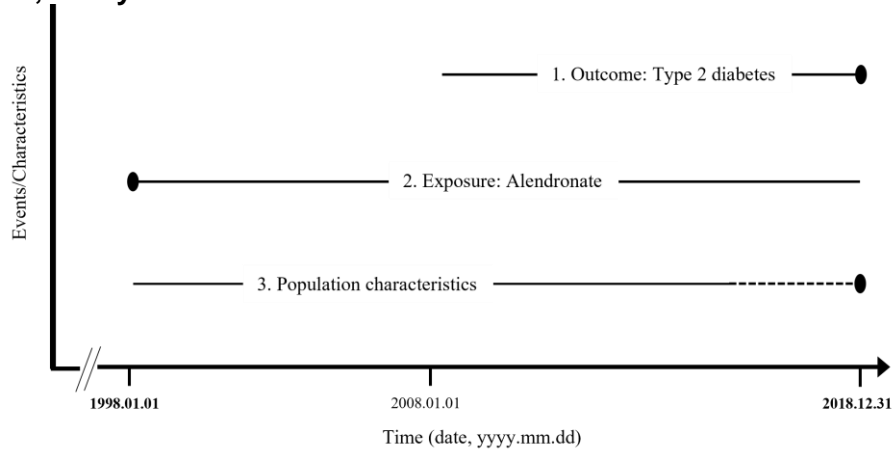 Events/Characteristics
1. Outcome: Type 2 diabetes
2. Exposure: Alendronate
3. Population characteristics
1998.01.01
2008.01.01
2018.12.31
Time (date, yyyy.mm.dd)